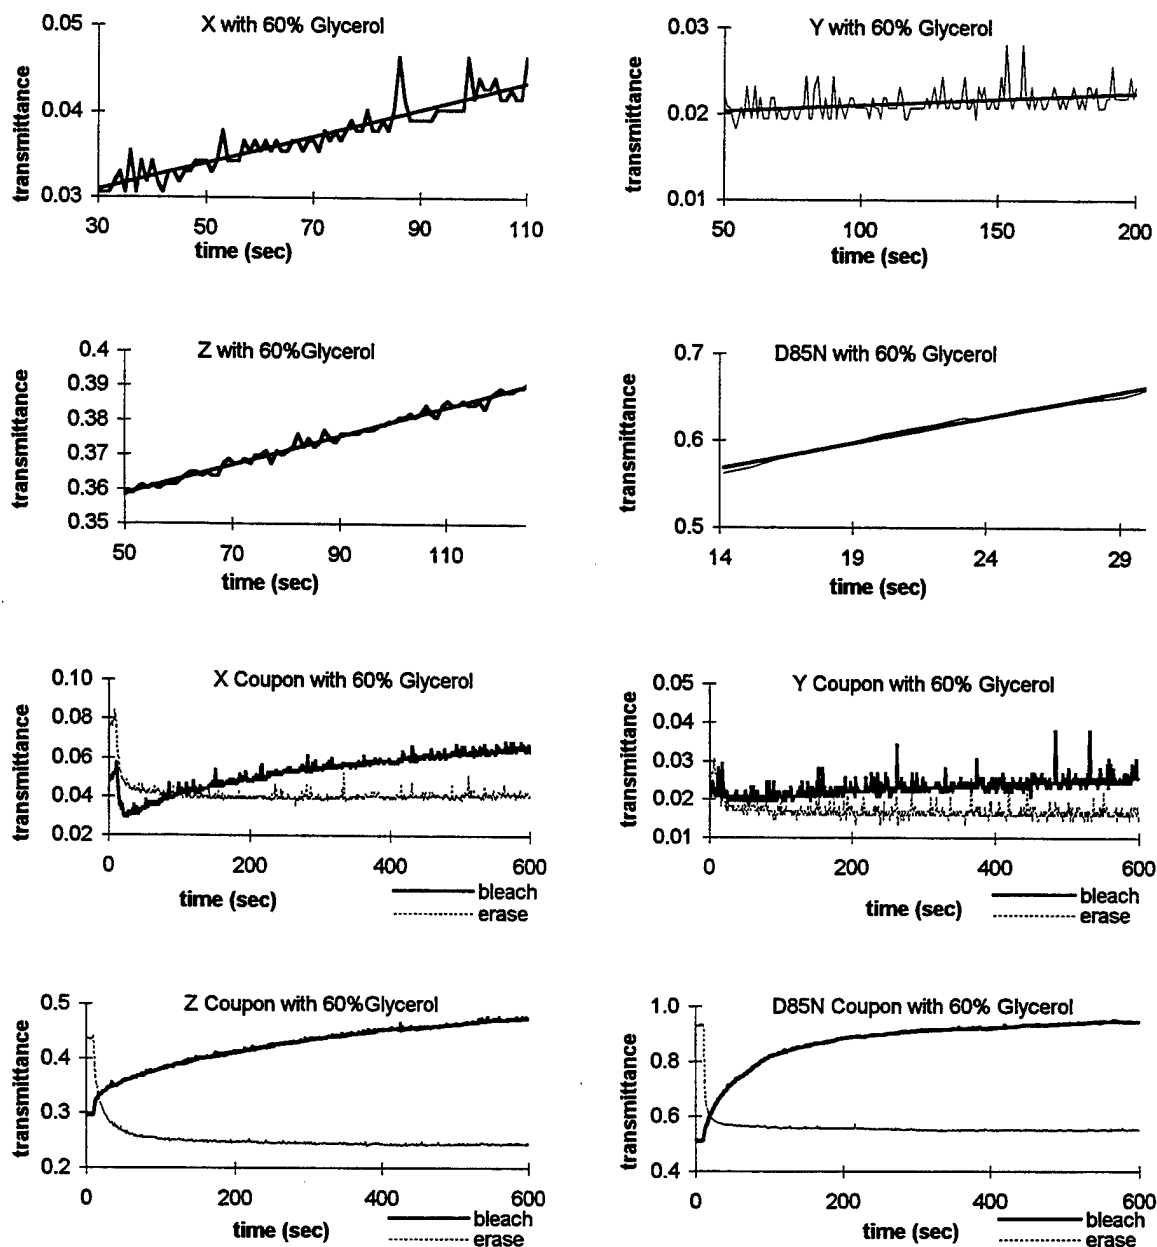 X with 60% Glycerol
0.05
0.04
0.03
transmittance
30 50 70 90 110
time (sec)
Y with 60% Glycerol
0.03
0.02
0.01
transmittance
50 100 150 200
time (sec)
Z with 60%Glycerol
0.4
0.39
0.38
0.37
0.36
0.35
transmittance
50 70 90 110
time (sec)
D85N with 60% Glycerol
0.7
0.6
0.5
transmittance
14 19 24 29
time (sec)
X Coupon with 60% Glycerol
0.10
0.08
0.06
0.04
0.02
transmittance
0 200 400 600
time (sec)
bleach
erase
Y Coupon with 60% Glycerol
0.05
0.04
0.03
0.02
0.01
transmittance
0 200 400 600
time (sec)
bleach
erase
Z Coupon with 60%Glycerol
0.5
0.4
0.3
0.2
transmittance
0 200 400 600
time (sec)
bleach
erase
D85N Coupon with 60% Glycerol
1.0
0.8
0.6
0.4
transmittance
0 200 400 600
time (sec)
bleach
erase